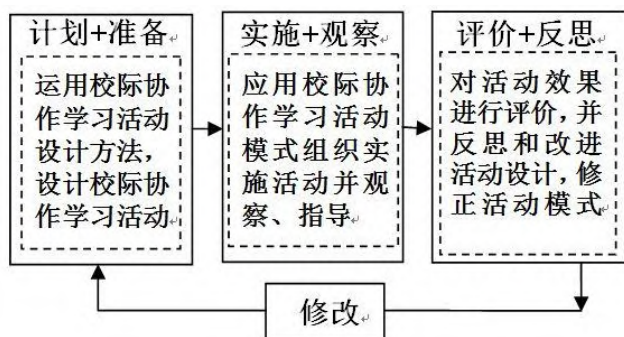 计划+准备
运用校际协
作学习活动
设计方法,
设计校际协
作学习活动
实施+观察
应用校际协
作学习活动
模式组织实
施活动并观
察、指导
评价+反思
对活动效果
进行评价,并
反思和改进
活动设计,修
正活动模式
修改